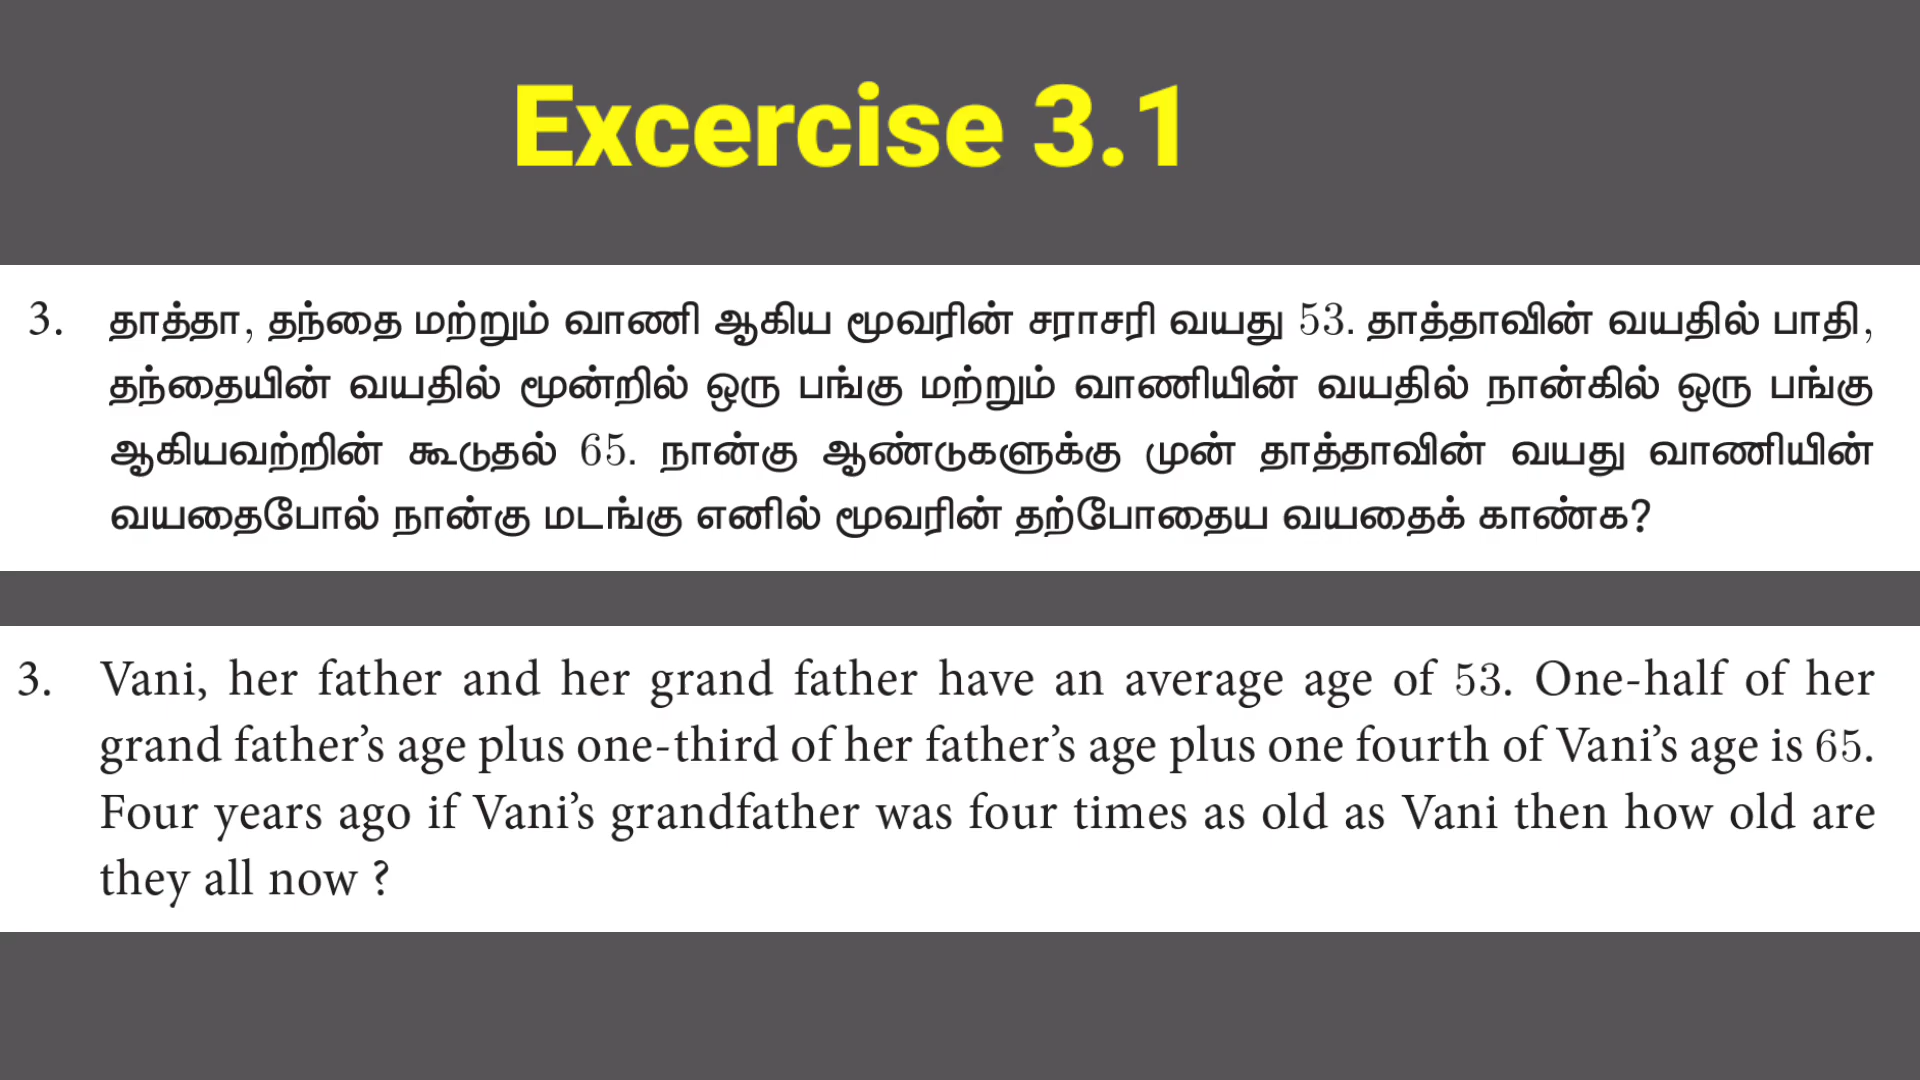 Excercise 3.1
3. தாத்தா, தந்தை மற்றும் வாணி ஆகிய மூவரின் சராசரி வயது 53. தாத்தாவின் வயதில் பாதி,
தந்தையின் வயதில் மூன்றில் ஒரு பங்கு மற்றும் வாணியின் வயதில் நான்கில் ஒரு பங்கு
ஆகியவற்றின் கூடுதல் 65. நான்கு ஆண்டுகளுக்கு முன் தாத்தாவின் வயது வாணியின்
வயதைபோல் நான்கு மடங்கு எனில் மூவரின் தற்போதைய வயதைக் காண்க?
3. Vani, her father and her grand father have an average age of 53. One-half of her
grand father’s age plus one-third of her father’s age plus one fourth of Vani’s age is 65.
Four years ago if Vani’s grandfather was four times as old as Vani then how old are
they all now ?